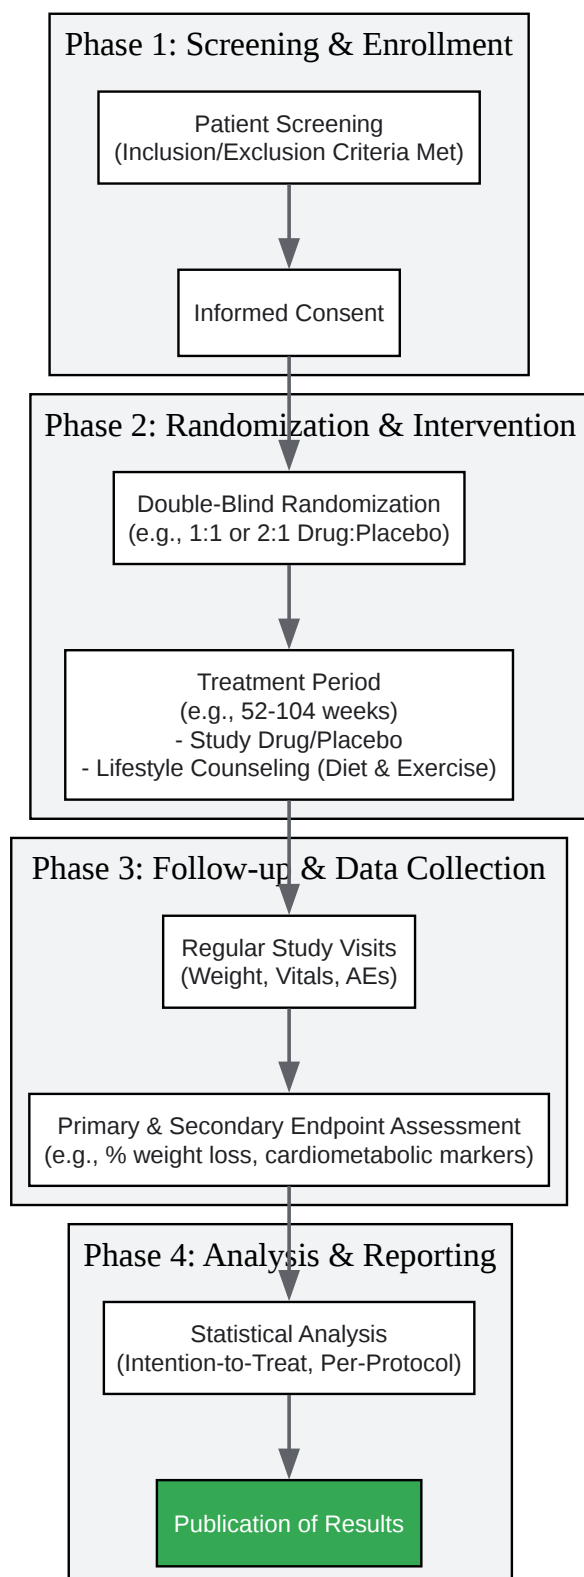 Phase 1: Screening & Enrollment
Patient Screening
(Inclusion/Exclusion Criteria Met)
Informed Consent
Phase 2: Randomization & Intervention
Double-Blind Randomization
(e.g., 1:1 or 2:1 Drug:Placebo)
Treatment Period
(e.g., 52-104 weeks)
- Study Drug/Placebo
- Lifestyle Counseling (Diet & Exercise)
Phase 3: Follow-up & Data Collection
Regular Study Visits
(Weight, Vitals, AEs)
Primary & Secondary Endpoint Assessment
(e.g., % weight loss, cardiometabolic markers)
Phase 4: Analysis & Reporting
Statistical Analysis
(Intention-to-Treat, Per-Protocol)
Publication of Results